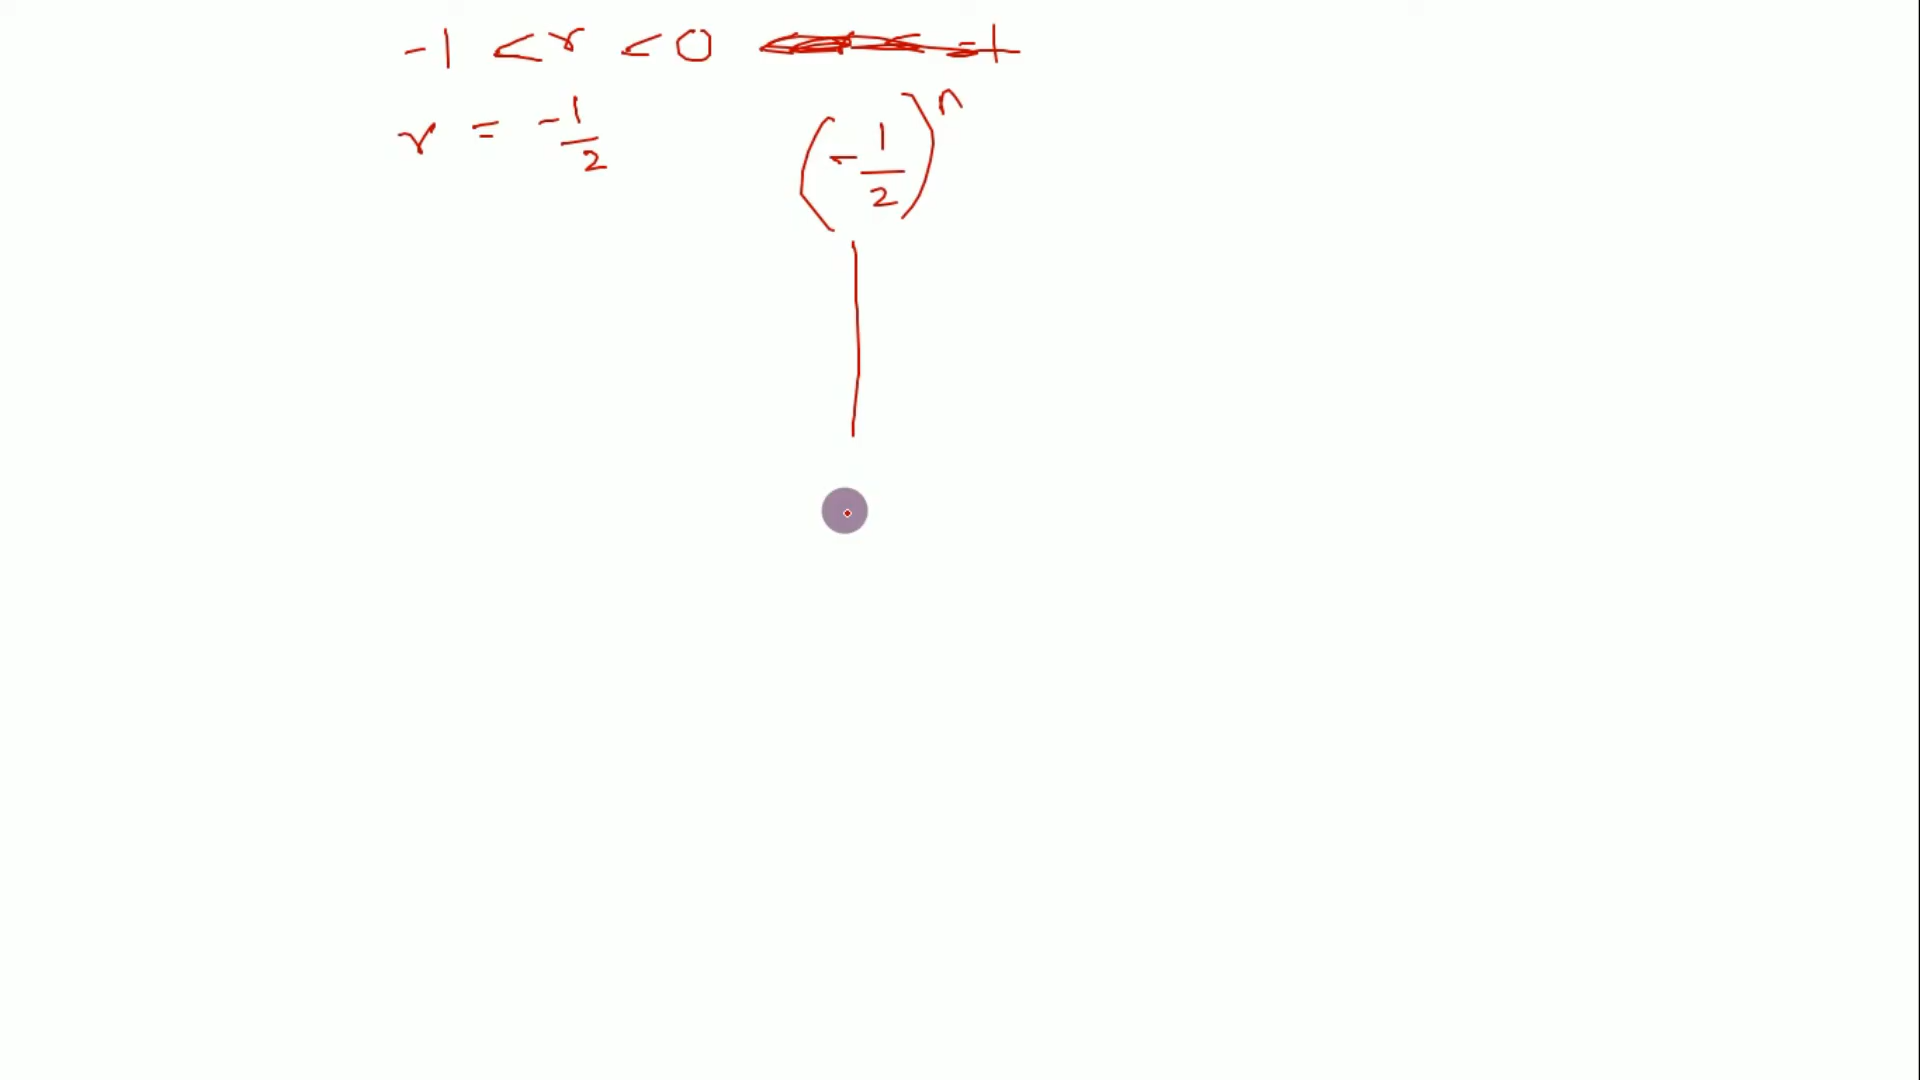 -1 < r < 0
r = -1/2 (-1/2)^n